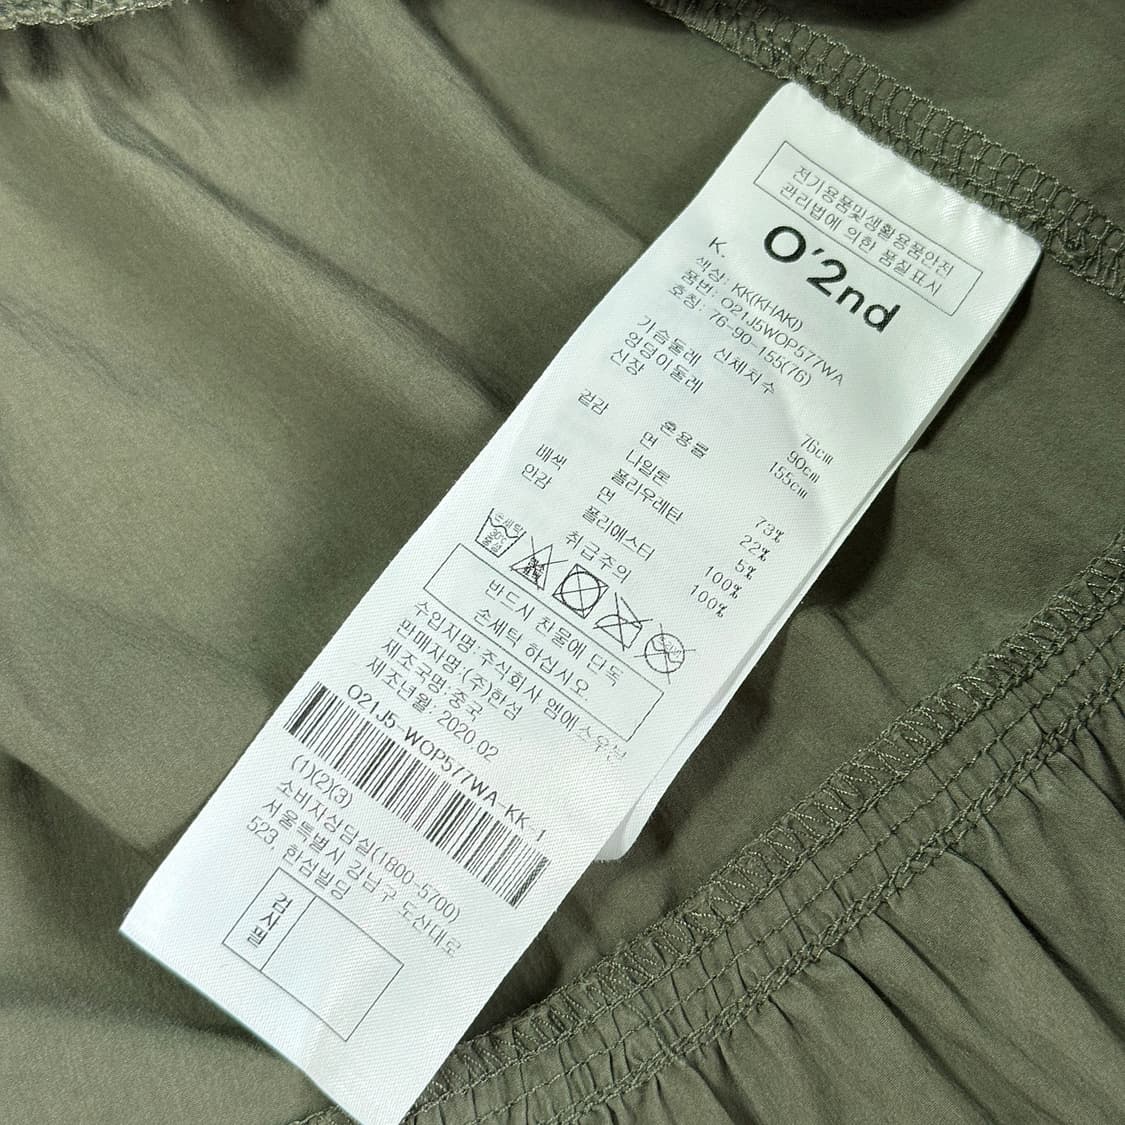 전기용품및생활용품안전
관리법에 의한 품질표시
O'2nd
K.
색상: KK(KHAKI)
품번: O21J5WOP577WA
호칭: 76-90-155(76)
신체치수
가슴둘레 76cm
엉덩이둘레 90cm
신장 155cm
혼용률
겉감 면 73%
나일론 22%
폴리우레탄 5%
배색 면 100%
안감 폴리에스터 100%
취급주의
손세탁
30℃
중성
반드시 찬물에 단독
손세탁 하십시오
수입자명:주식회사 엠에스우븐
판매자명:(주)한섬
제조국명:중국
제조년월: 2020.02
O21J5-WOP577WA-KK 1
(1)(2)(3)
소비자상담실(1800-5700)
서울특별시 강남구 도산대로
523, 한섬빌딩
검사필